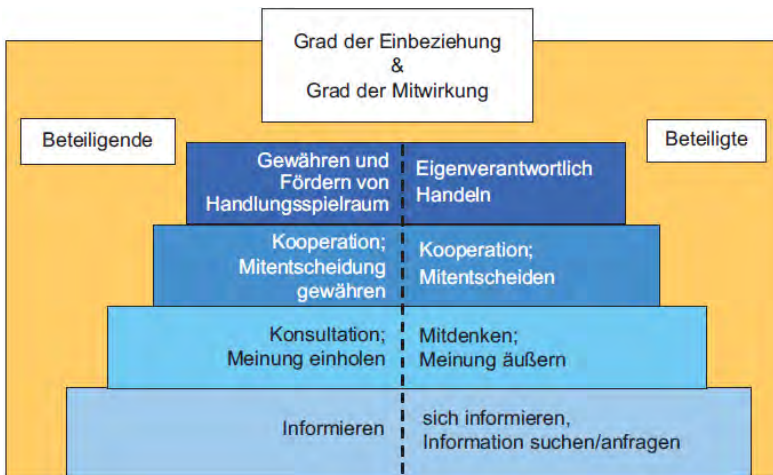 Grad der Einbeziehung
&
Grad der Mitwirkung
Beteiligende
Beteiligte
Gewähren und
Fördern von
Handlungsspielraum
Eigenverantwortlich
Handeln
Kooperation;
Mitentscheidung
gewähren
Kooperation;
Mitentscheiden
Konsultation;
Meinung einholen
Mitdenken;
Meinung äußern
Informieren
sich informieren,
Information suchen/anfragen